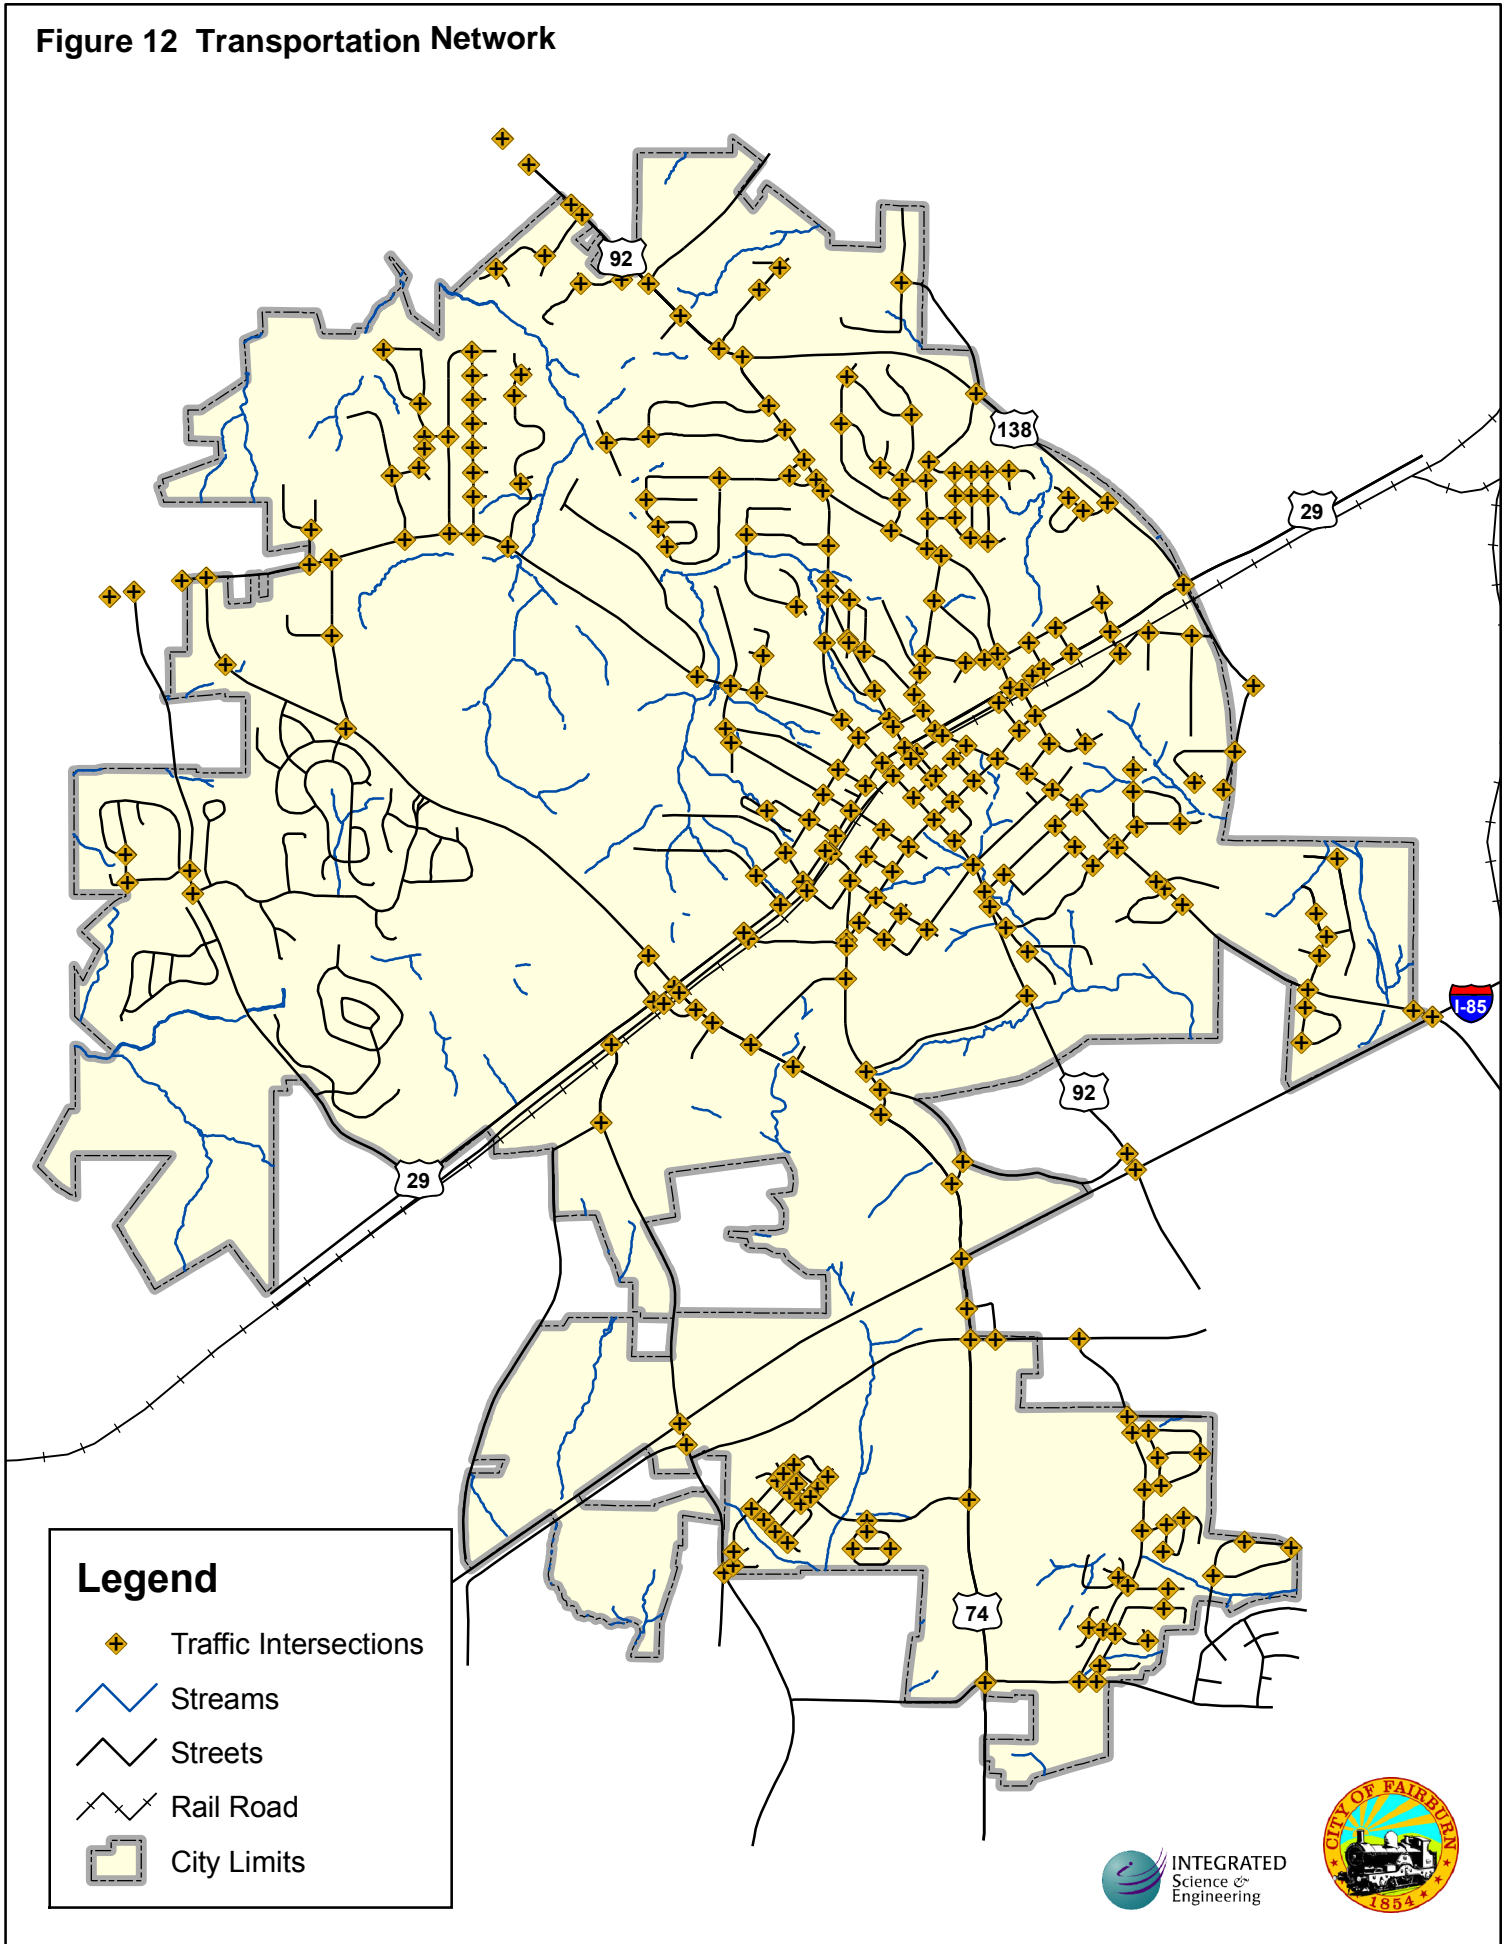 Figure 12 Transportation Network
92
138
29
I-85
92
29
74
Legend
Traffic Intersections
Streams
Streets
Rail Road
City Limits
INTEGRATED
Science &
Engineering
CITY OF FAIRBURN
1854